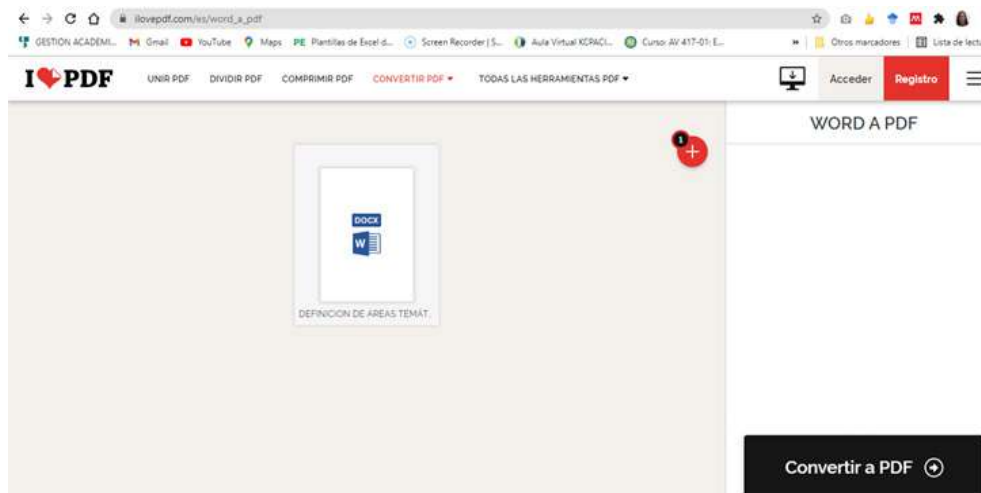 ilovepdf.com/es/word_a_pdf
GESTION ACADEMI... Gmail YouTube Maps PE Plantillas de Excel d... Screen Recorder | S... Aula Virtual KCPACI... Curso: AV 417-01: E... » Otros marcadores Lista de lectu
I PDF UNIR PDF DIVIDIR PDF COMPRIMIR PDF CONVERTIR PDF TODAS LAS HERRAMIENTAS PDF Acceder Registro
WORD A PDF
1
+
DOCX
W
DEFINICION DE AREAS TEMÁT...
Convertir a PDF